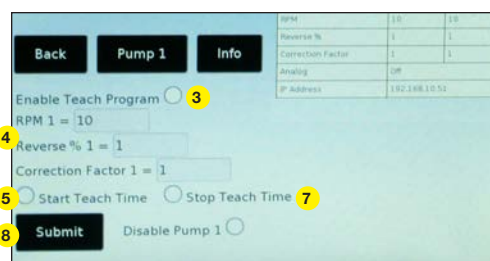 RPM 10 10
Reverse % 1 1
Correction Factor 1 1
Analog Off
IP Address 192.168.10.51
Back Pump 1 Info
Enable Teach Program 3
RPM 1 = 10
4
Reverse % 1 = 1
Correction Factor 1 = 1
5 Start Teach Time Stop Teach Time 7
8 Submit Disable Pump 1